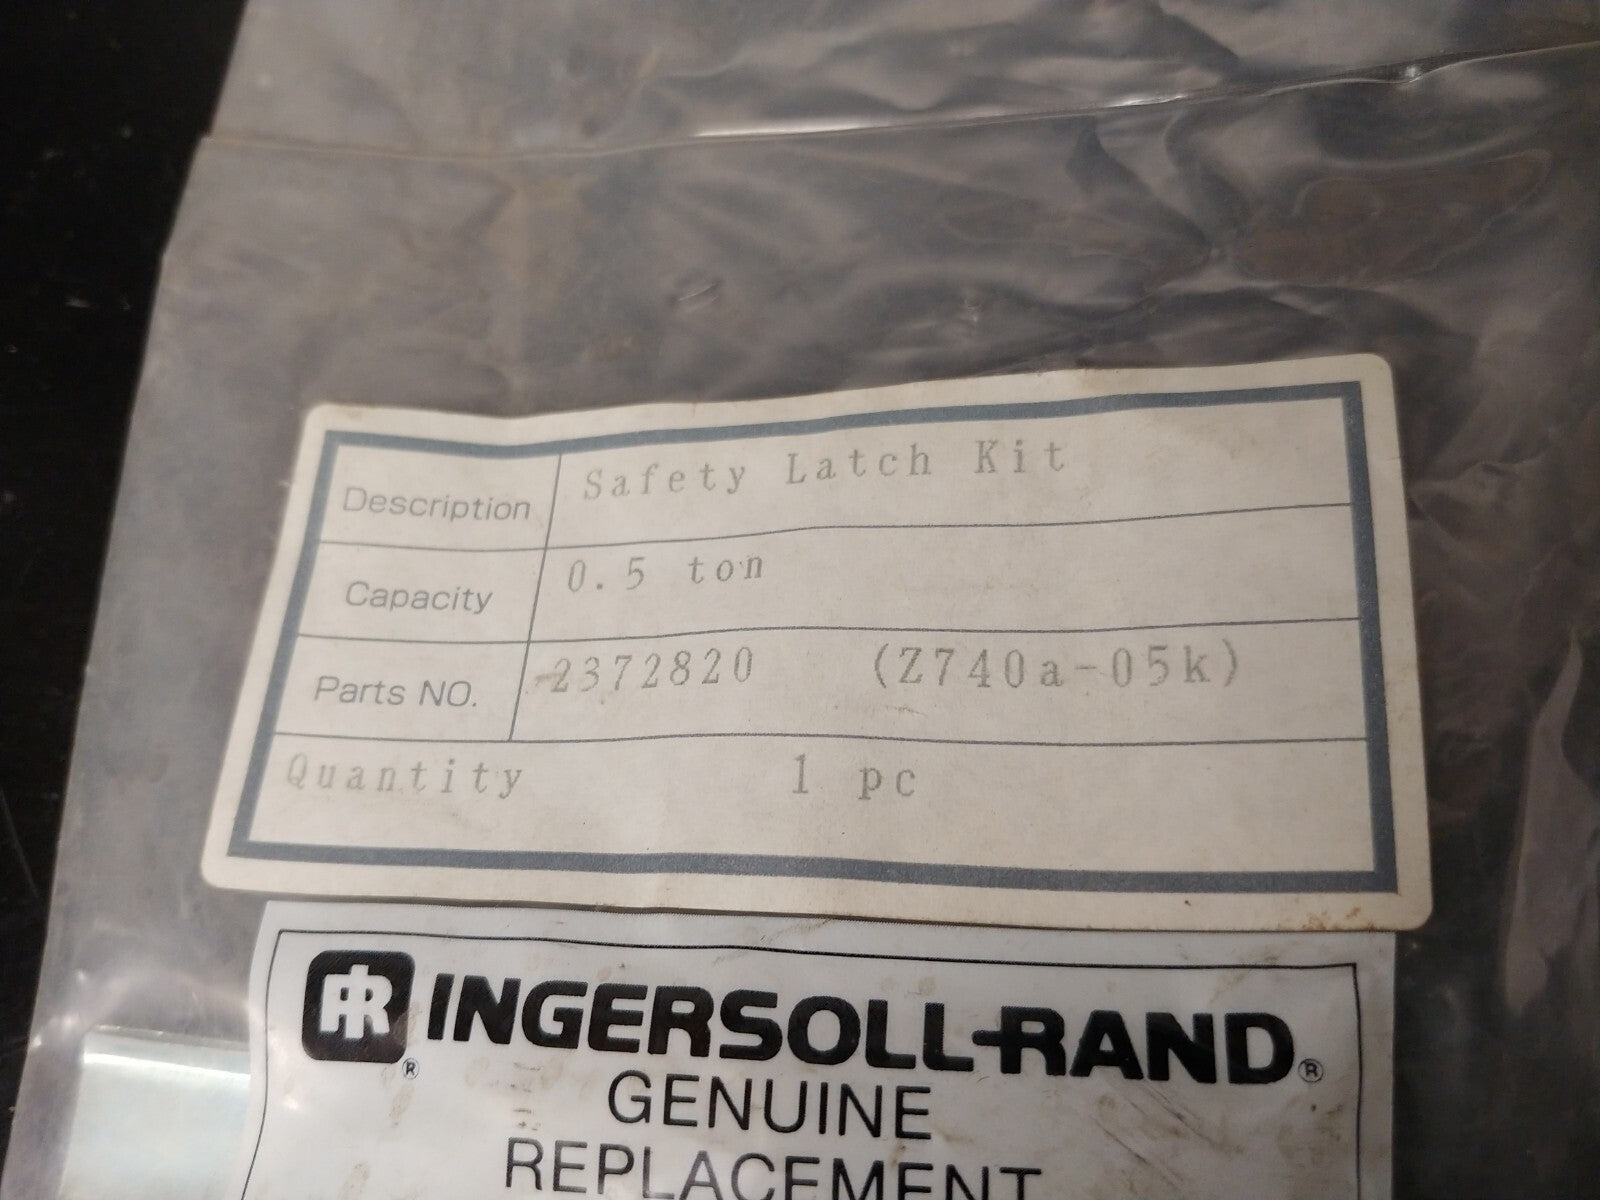 Description Safety Latch Kit
Capacity 0.5 ton
Parts NO. 2372820 (Z740a-05k)
Quantity 1 pc
IR INGERSOLL-RAND®
®
GENUINE
REPLACEMENT